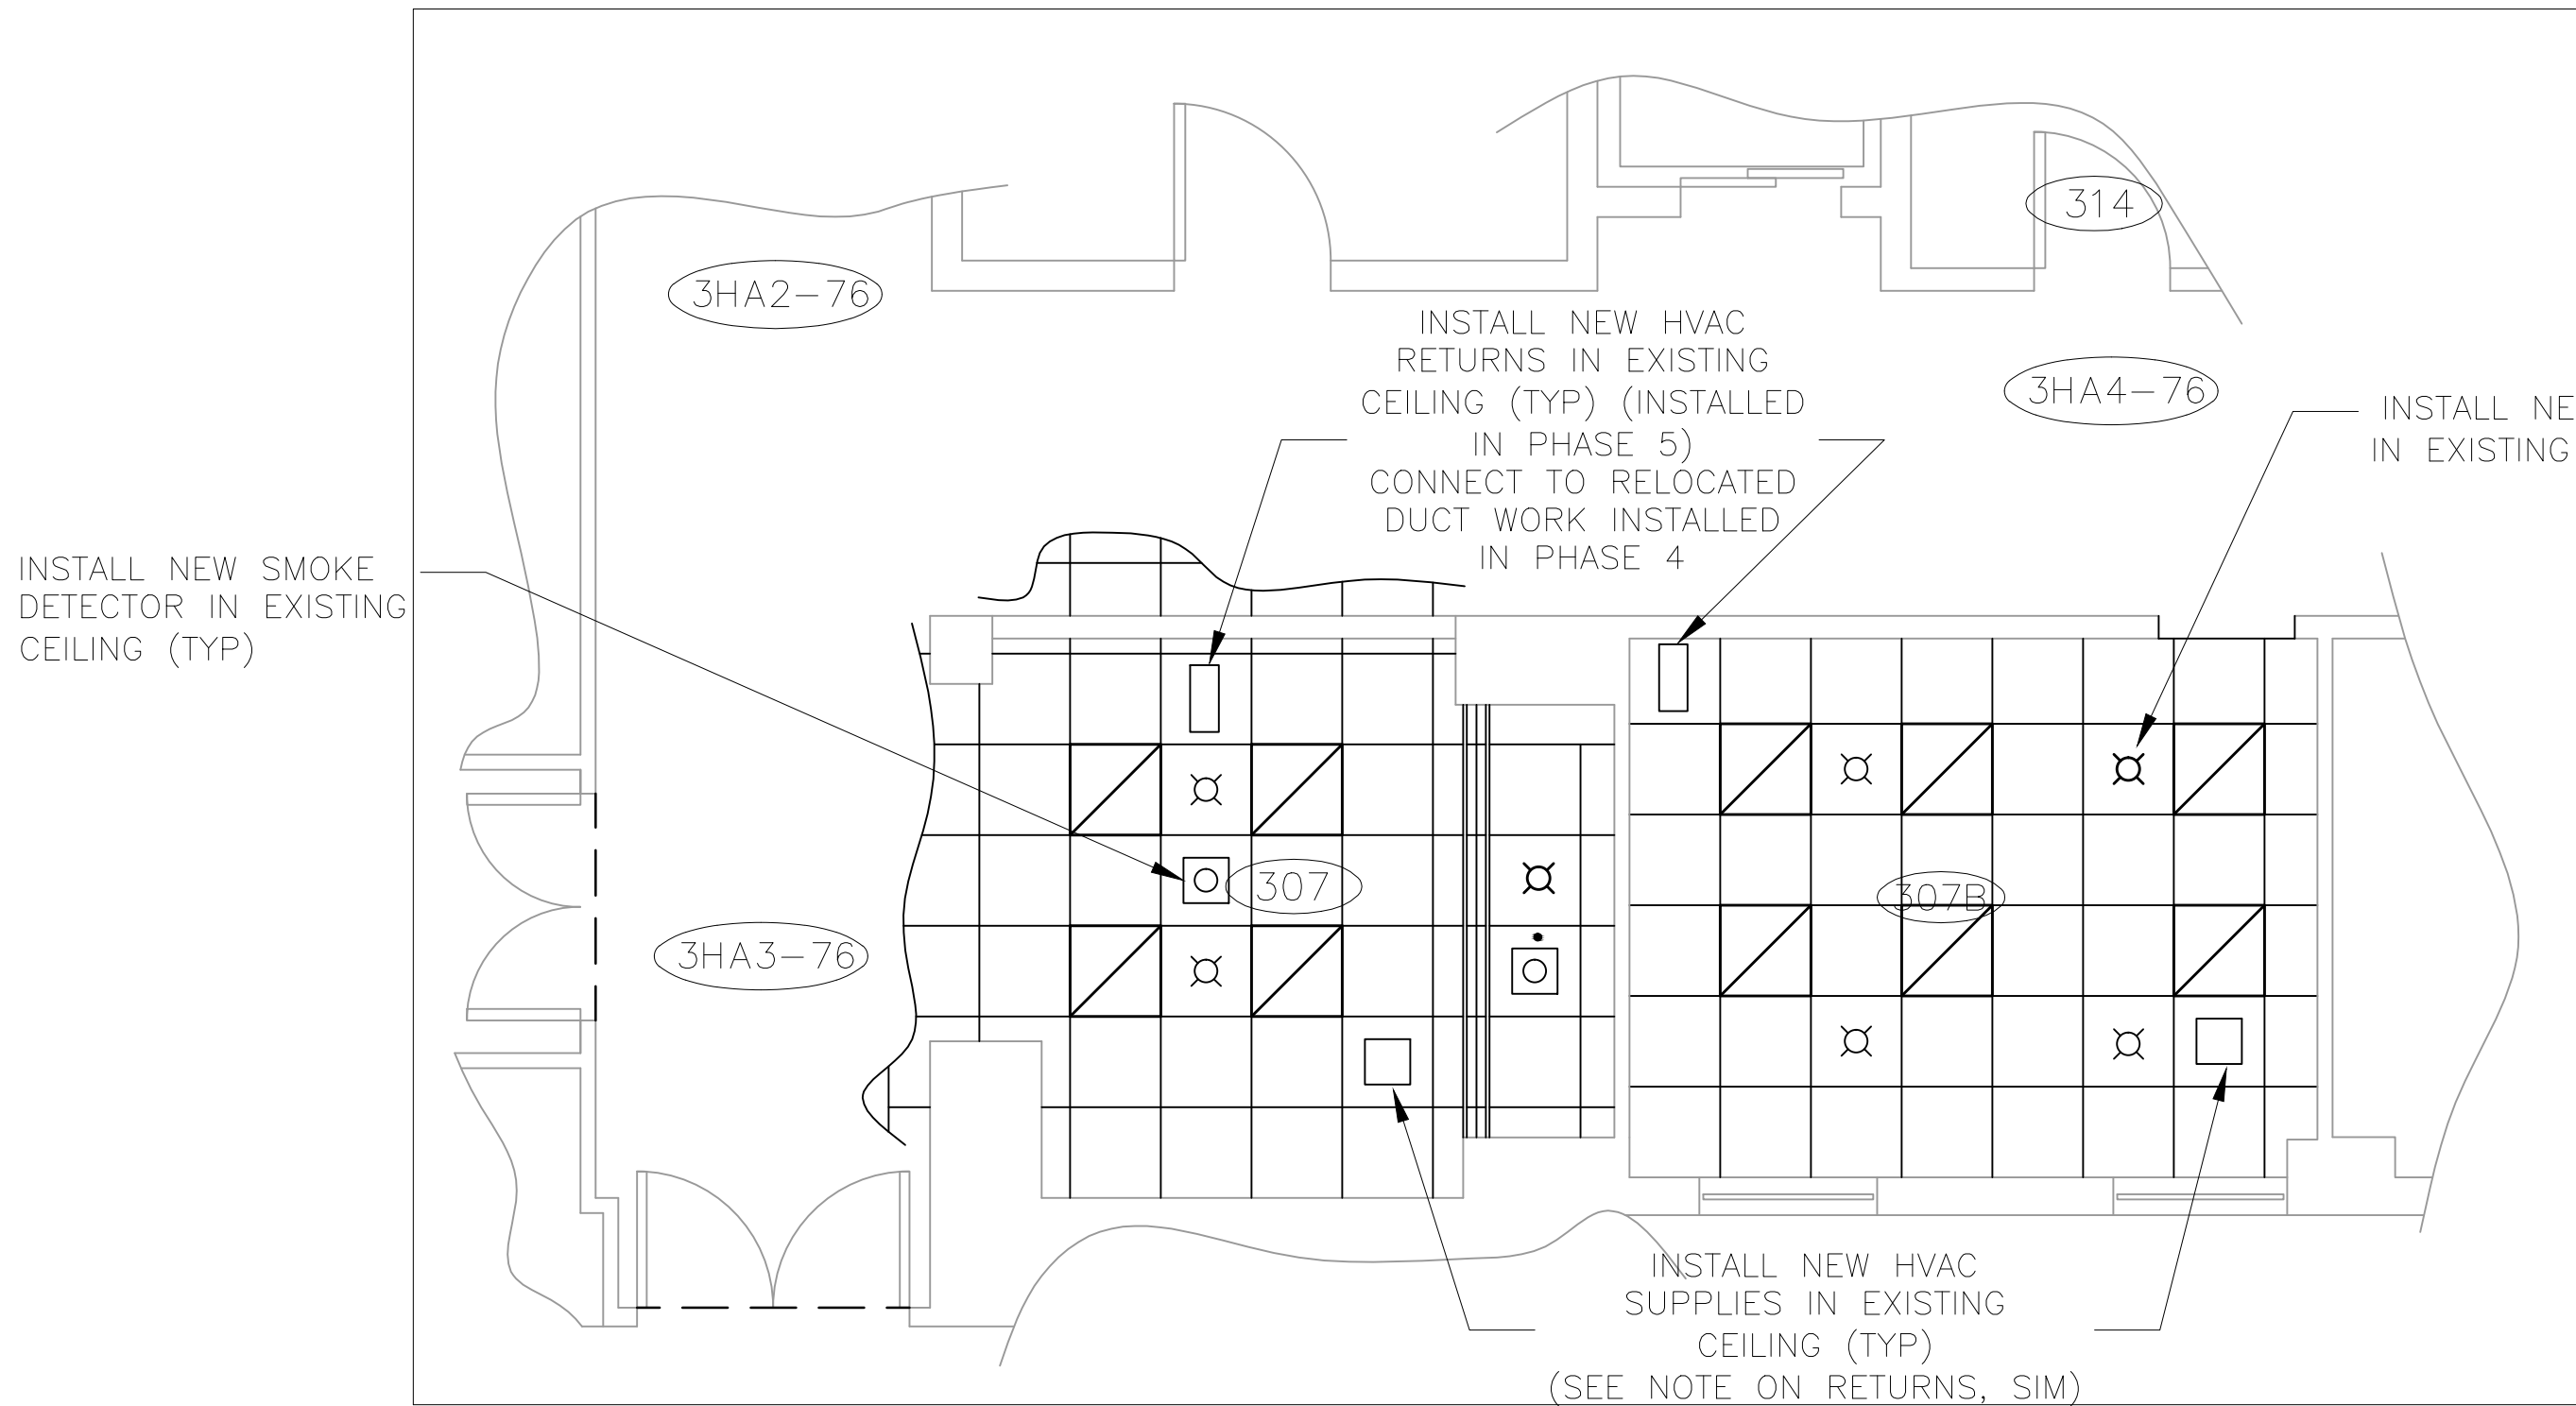 314
3HA2-76
INSTALL NEW HVAC
RETURNS IN EXISTING
CEILING (TYP) (INSTALLED
IN PHASE 5)
CONNECT TO RELOCATED
DUCT WORK INSTALLED
IN PHASE 4
3HA4-76
INSTALL NE
IN EXISTING
INSTALL NEW SMOKE
DETECTOR IN EXISTING
CEILING (TYP)
307
307B
3HA3-76
INSTALL NEW HVAC
SUPPLIES IN EXISTING
CEILING (TYP)
(SEE NOTE ON RETURNS, SIM)